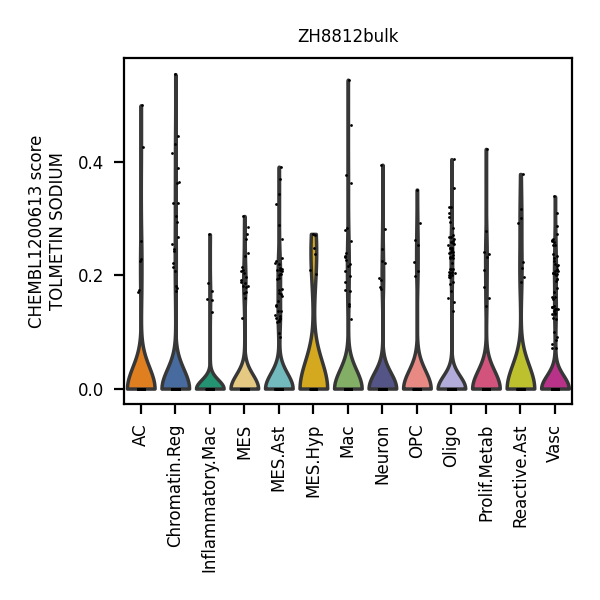 ZH8812bulk
CHEMBL1200613 score
TOLMETIN SODIUM
0.4
0.2
0.0
AC
Chromatin.Reg
Inflammatory.Mac
MES
MES.Ast
MES.Hyp
Mac
Neuron
OPC
Oligo
Prolif.Metab
Reactive.Ast
Vasc